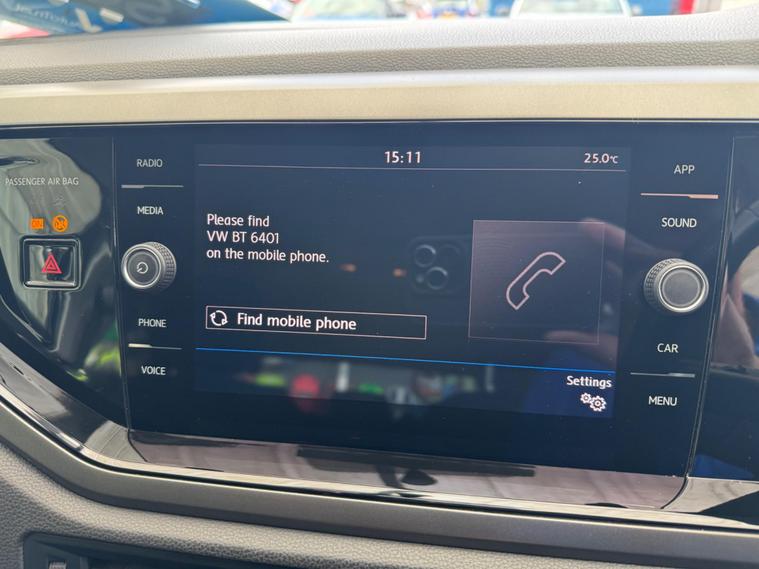 15:11
25.0°C
RADIO
APP
PASSENGER AIR BAG
MEDIA
SOUND
ON
Please find
VW BT 6401
on the mobile phone.
PHONE
Find mobile phone
CAR
VOICE
Settings
MENU